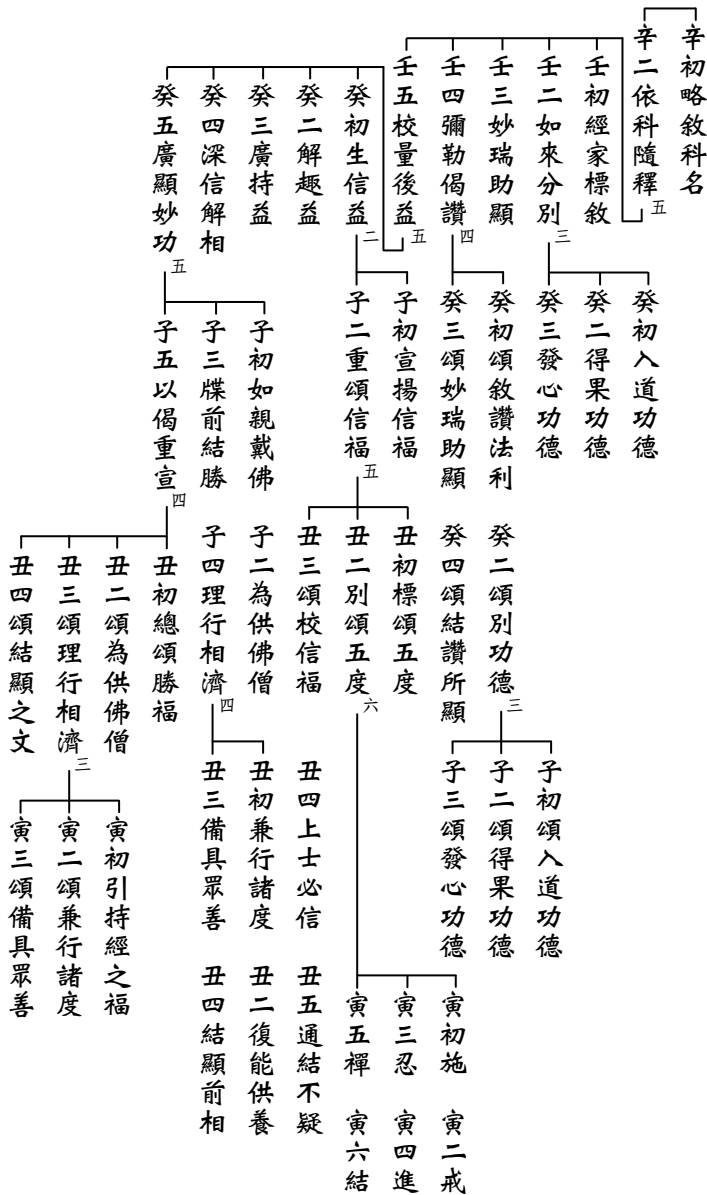 辛初略敘科名
辛二依科隨釋
五
壬初經家標敘
壬二如來分別
三
壬三妙瑞助顯
壬四彌勒偈讚
四
壬五校量後益
五
癸初入道功德
癸二得果功德
癸三發心功德
癸初頌敘讚法利
癸二頌別功德
三
癸三頌妙瑞助顯
癸四頌結讚所顯
子初頌入道功德
子二頌得果功德
子三頌發心功德
癸初生信益
二
癸二解趣益
癸三廣持益
癸四深信解相
癸五廣顯妙功
五
子初宣揚信福
子二重頌信福
五
丑初標頌五度
丑二別頌五度
六
丑三頌校信福
丑四上士必信
丑五通結不疑
寅初施
寅二戒
寅三忍
寅四進
寅五禪
寅六結
子初如親戴佛
子二為供佛僧
子三牒前結勝
子四理行相濟
四
子五以偈重宣
四
丑初兼行諸度
丑二復能供養
丑三備具眾善
丑四結顯前相
丑初總頌勝福
丑二頌為供佛僧
丑三頌理行相濟
三
丑四頌結顯之文
寅初引持經之福
寅二頌兼行諸度
寅三頌備具眾善